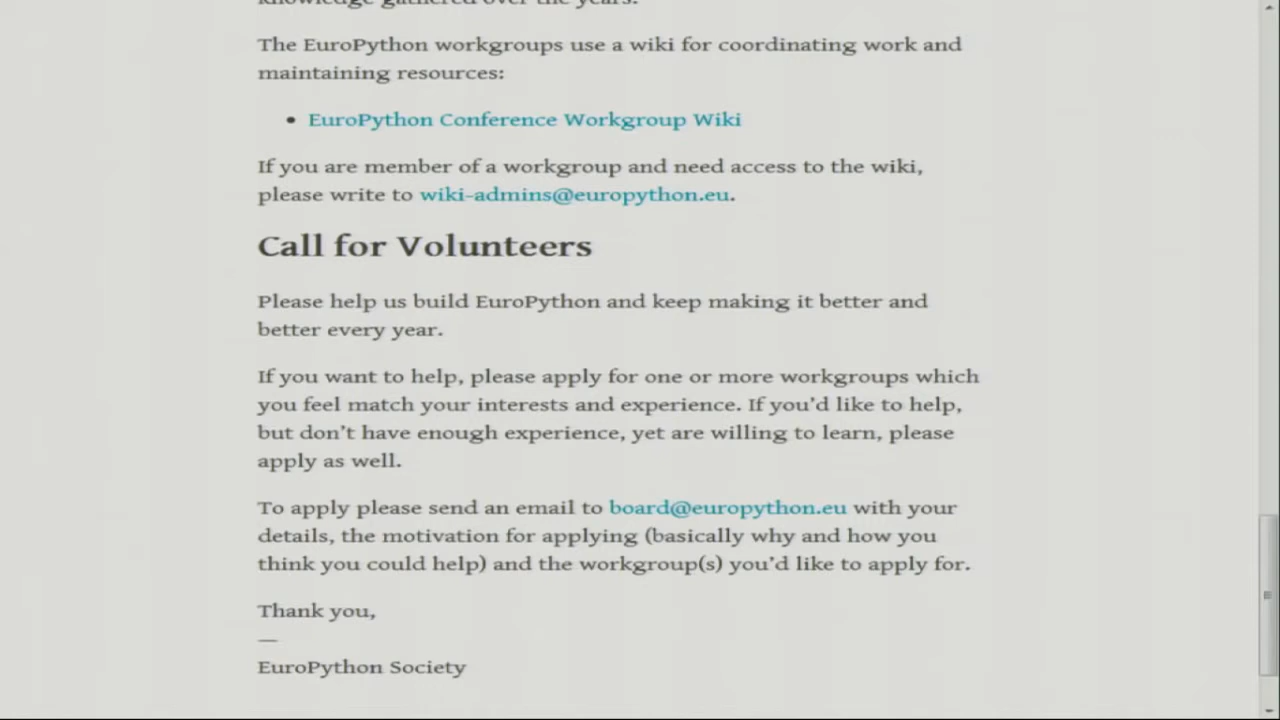 knowledge gathered over the years.
The EuroPython workgroups use a wiki for coordinating work and
maintaining resources:
• EuroPython Conference Workgroup Wiki
If you are member of a workgroup and need access to the wiki,
please write to wiki-admins@europython.eu.
Call for Volunteers
Please help us build EuroPython and keep making it better and
better every year.
If you want to help, please apply for one or more workgroups which
you feel match your interests and experience. If you’d like to help,
but don’t have enough experience, yet are willing to learn, please
apply as well.
To apply please send an email to board@europython.eu with your
details, the motivation for applying (basically why and how you
think you could help) and the workgroup(s) you’d like to apply for.
Thank you,
—
EuroPython Society